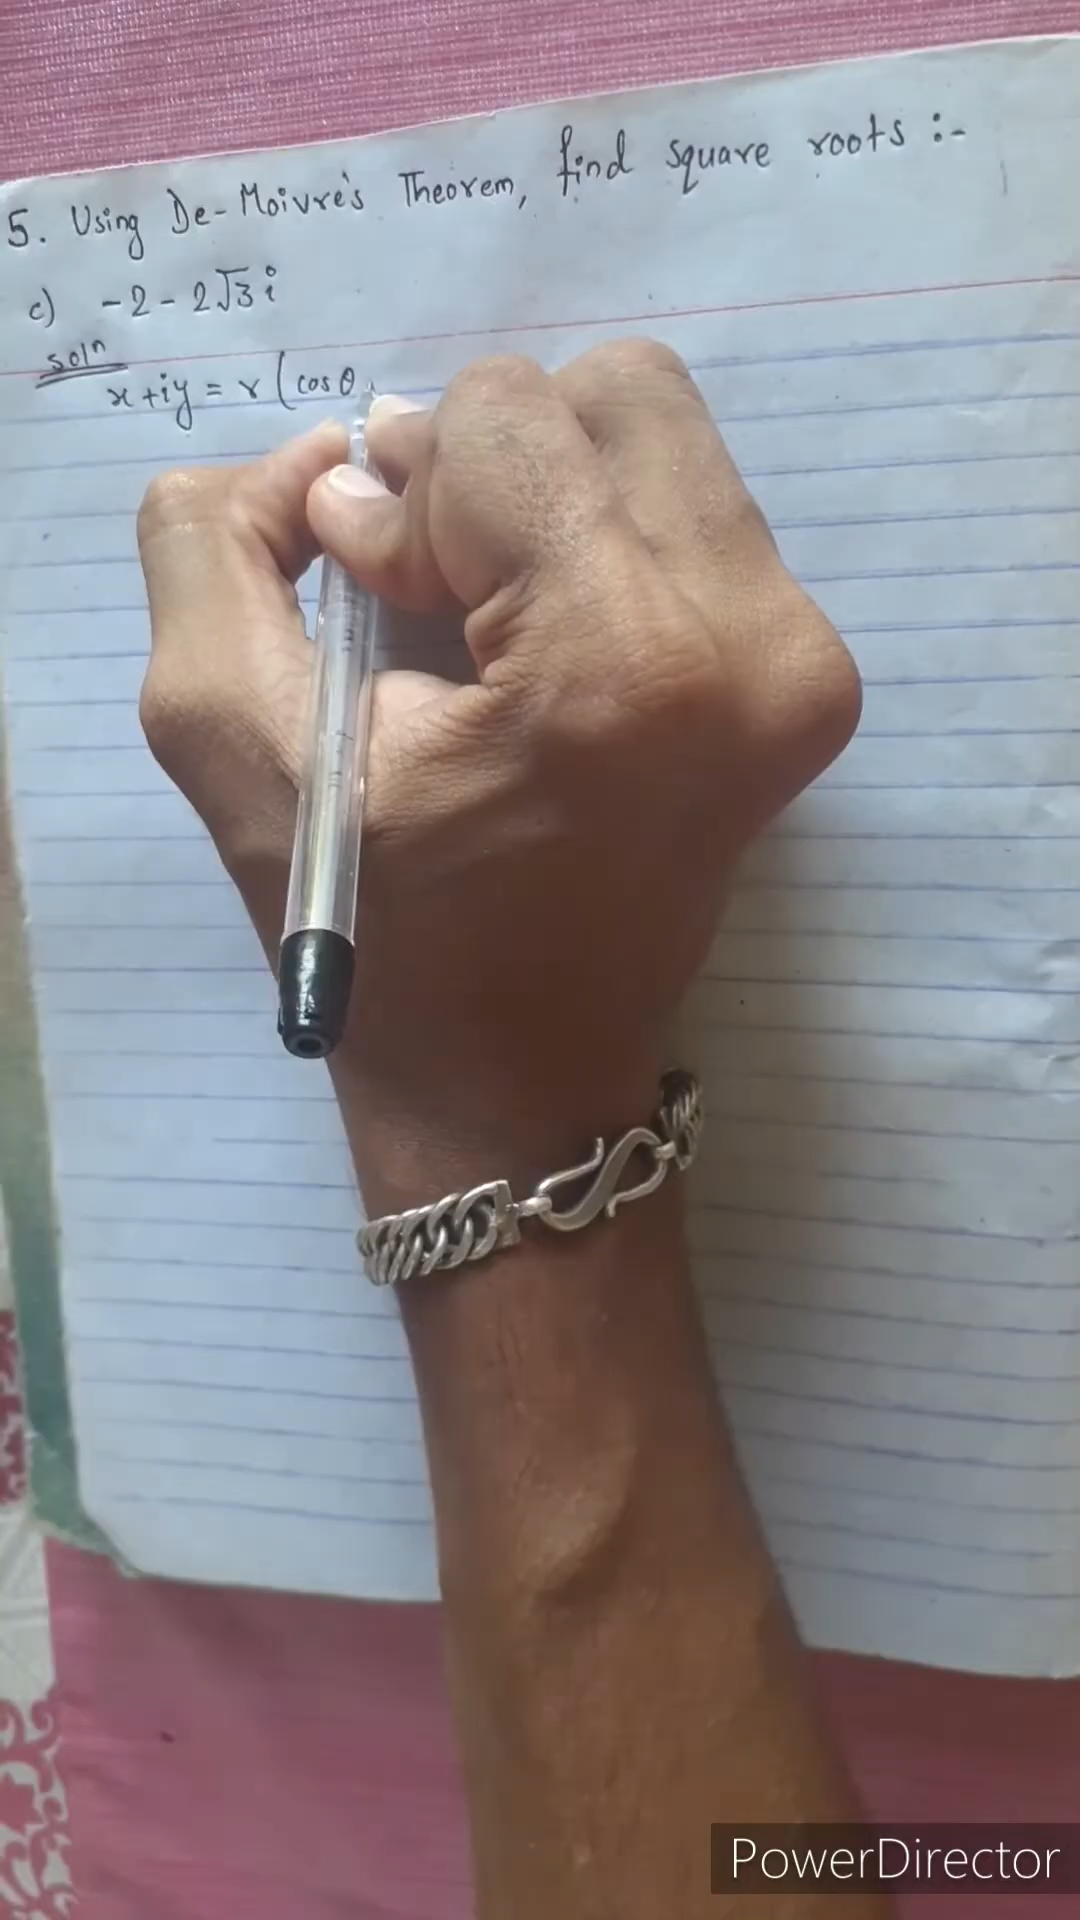 5. Using De-Moivre's Theorem, find square roots :-
c) -2 - 2√3 i
soln
x + iy = r ( cos θ
PowerDirector